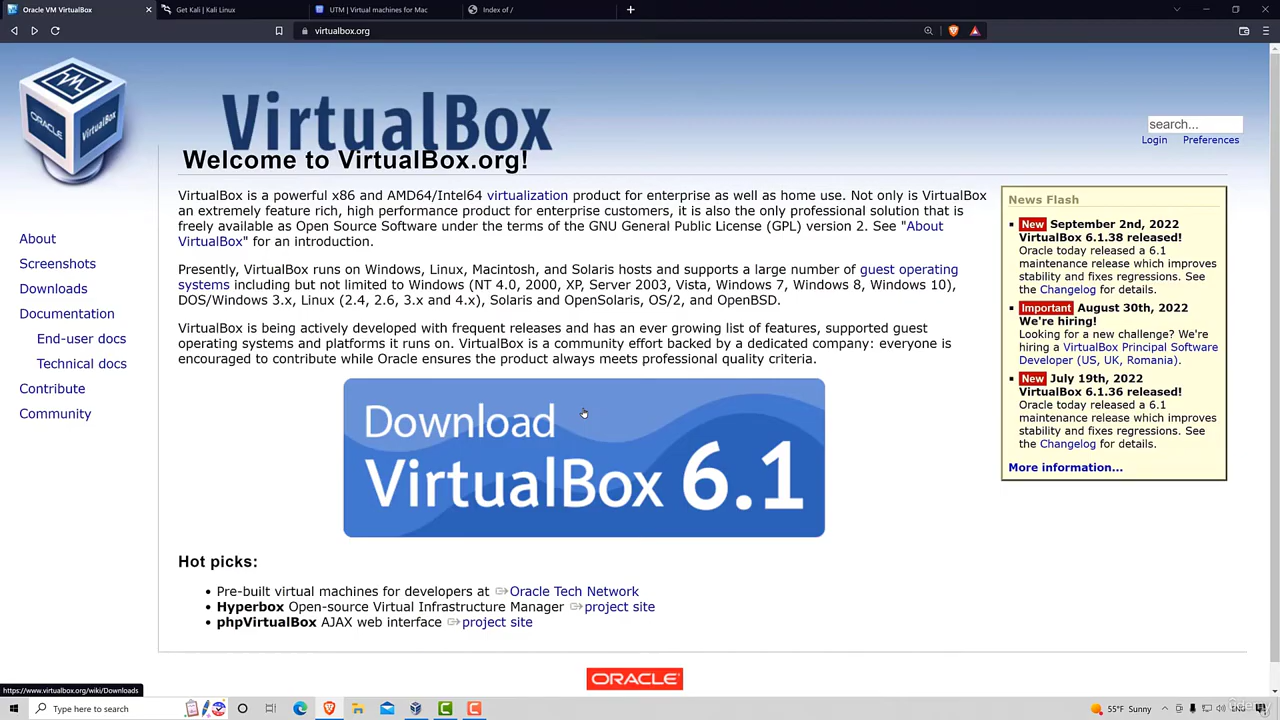 Oracle VM VirtualBox
Get Kali | Kali Linux
UTM | Virtual machines for Mac
Index of /
virtualbox.org
ORACLE
VirtualBox
VirtualBox
Welcome to VirtualBox.org!
search...
Login Preferences
VirtualBox is a powerful x86 and AMD64/Intel64 virtualization product for enterprise as well as home use. Not only is VirtualBox
an extremely feature rich, high performance product for enterprise customers, it is also the only professional solution that is
freely available as Open Source Software under the terms of the GNU General Public License (GPL) version 2. See "About
VirtualBox" for an introduction.
Presently, VirtualBox runs on Windows, Linux, Macintosh, and Solaris hosts and supports a large number of guest operating
systems including but not limited to Windows (NT 4.0, 2000, XP, Server 2003, Vista, Windows 7, Windows 8, Windows 10),
DOS/Windows 3.x, Linux (2.4, 2.6, 3.x and 4.x), Solaris and OpenSolaris, OS/2, and OpenBSD.
VirtualBox is being actively developed with frequent releases and has an ever growing list of features, supported guest
operating systems and platforms it runs on. VirtualBox is a community effort backed by a dedicated company: everyone is
encouraged to contribute while Oracle ensures the product always meets professional quality criteria.
About
Screenshots
Downloads
Documentation
End-user docs
Technical docs
Contribute
Community
Download
VirtualBox 6.1
News Flash
New September 2nd, 2022
VirtualBox 6.1.38 released!
Oracle today released a 6.1
maintenance release which improves
stability and fixes regressions. See
the Changelog for details.
Important August 30th, 2022
We're hiring!
Looking for a new challenge? We're
hiring a VirtualBox Principal Software
Developer (US, UK, Romania).
New July 19th, 2022
VirtualBox 6.1.36 released!
Oracle today released a 6.1
maintenance release which improves
stability and fixes regressions. See
the Changelog for details.
More information...
Hot picks:
Pre-built virtual machines for developers at Oracle Tech Network
Hyperbox Open-source Virtual Infrastructure Manager project site
phpVirtualBox AJAX web interface project site
ORACLE
https://www.virtualbox.org/wiki/Downloads
Type here to search
55°F Sunny